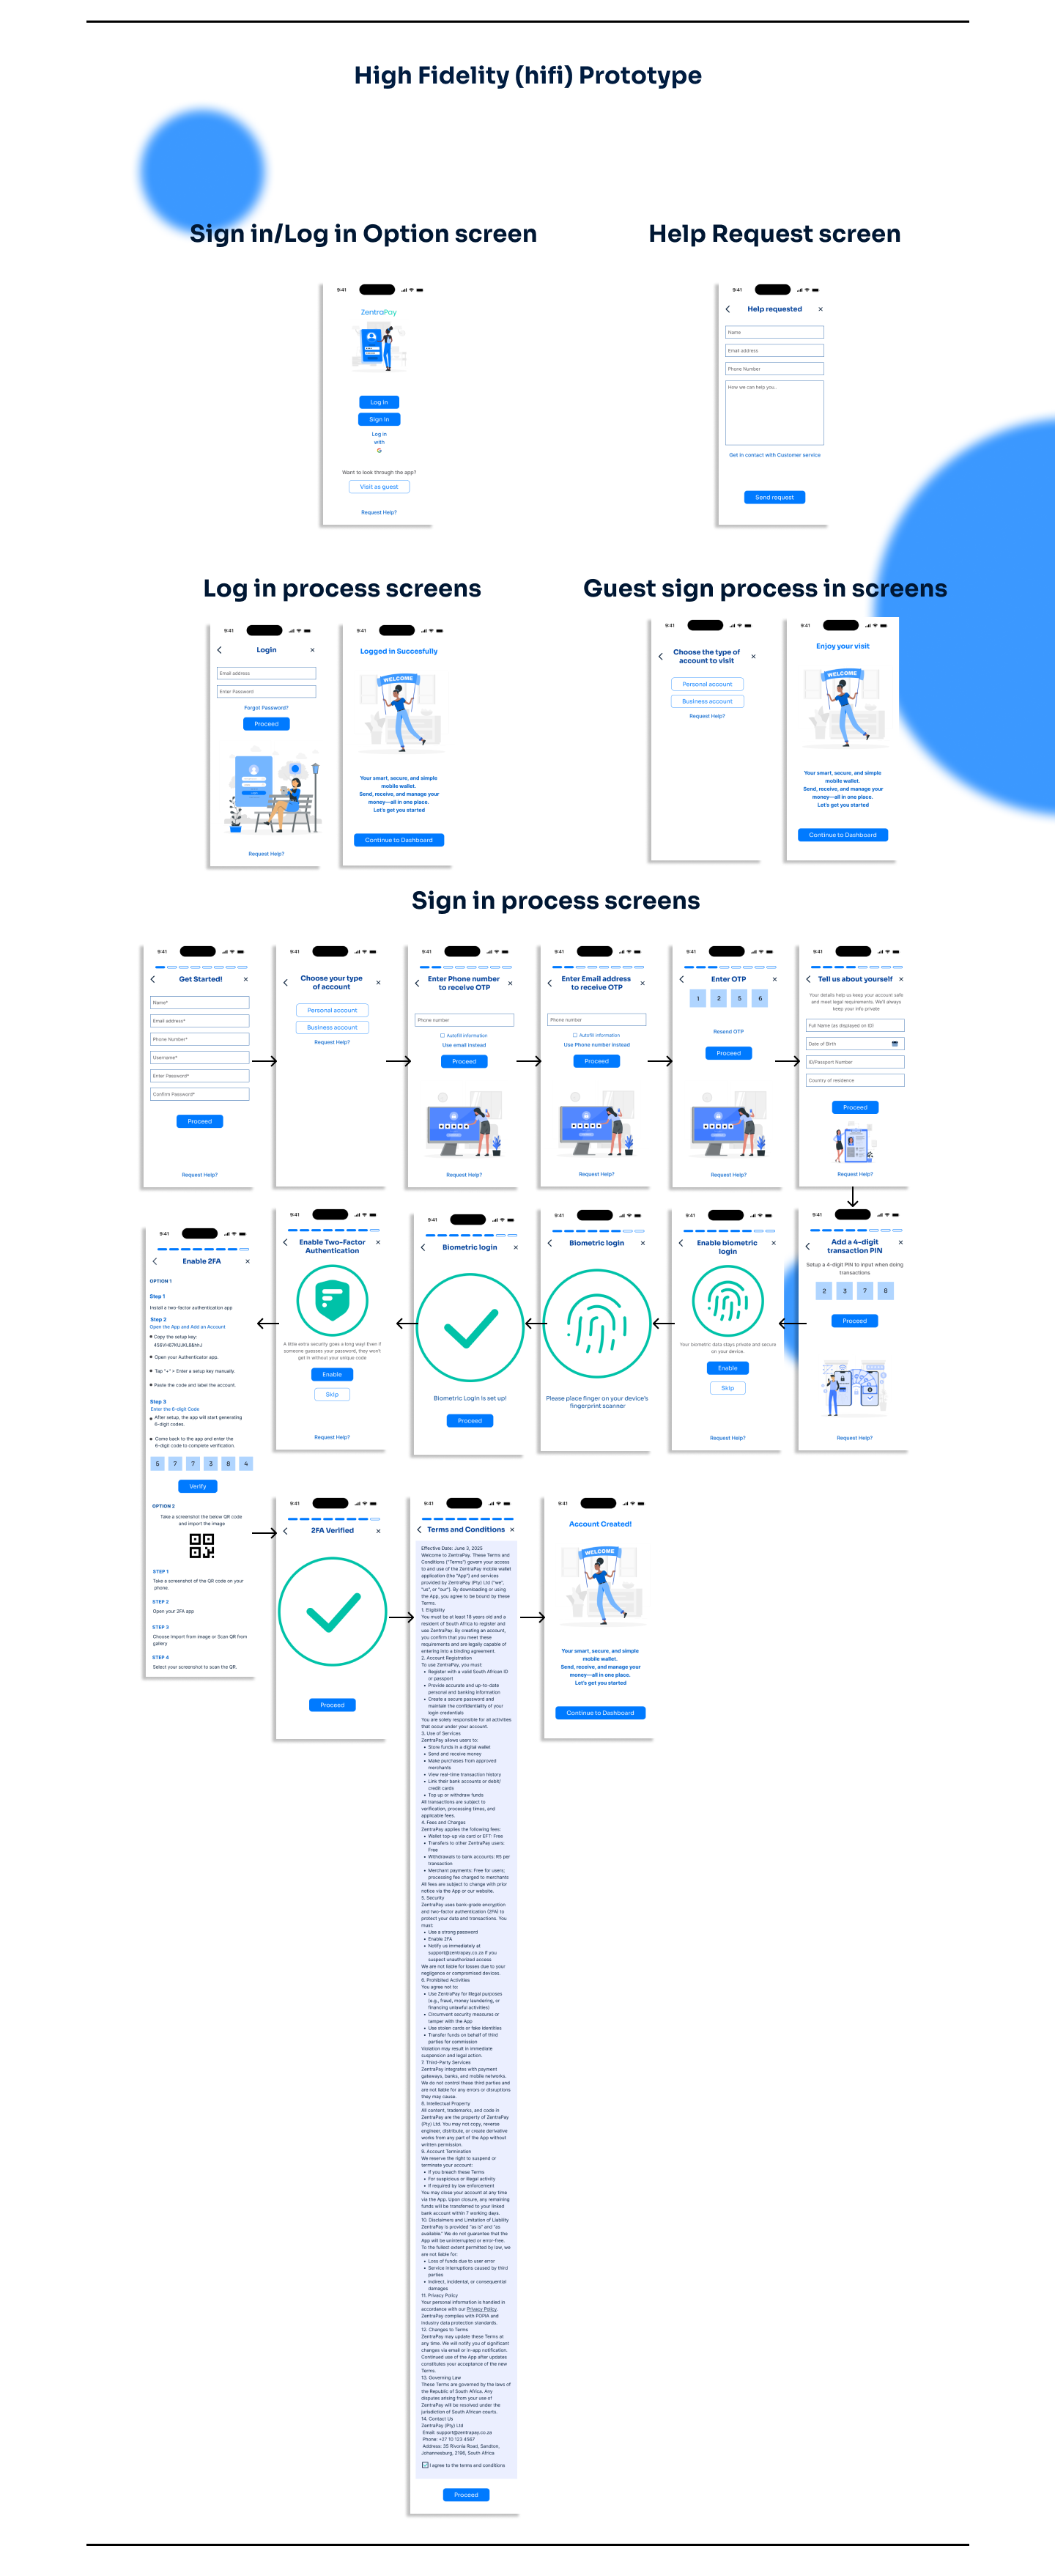 High Fidelity (hifi) Prototype
Sign in/Log in Option screen
9:41
ZentraPay
Log In
Sign In
Log in
with
Want to look through the app?
Visit as guest
Request Help?
Help Request screen
9:41
Help requested
Name
Email address
Phone Number
How we can help you..
Get in contact with Customer service
Send request
Log in process screens
9:41
Login
Email address
Enter Password
Forgot Password?
Proceed
Request Help?
9:41
Logged in Succesfully
WELCOME
Your smart, secure, and simple
mobile wallet.
Send, receive, and manage your
money—all in one place.
Let's get you started
Continue to Dashboard
Guest sign process in screens
9:41
Choose the type of
account to visit
Personal account
Business account
Request Help?
9:41
Enjoy your visit
WELCOME
Your smart, secure, and simple
mobile wallet.
Send, receive, and manage your
money—all in one place.
Let's get you started
Continue to Dashboard
Sign in process screens
9:41
Get Started!
Name*
Email address*
Phone Number*
Username*
Enter Password*
Confirm Password*
Proceed
Request Help?
9:41
Choose your type
of account
Personal account
Business account
Request Help?
9:41
Enter Phone number
to receive OTP
Phone number
Autofill information
Use email instead
Proceed
Request Help?
9:41
Enter Email address
to receive OTP
Phone number
Autofill information
Use Phone number instead
Proceed
Request Help?
9:41
Enter OTP
1 2 5 6
Resend OTP
Proceed
Request Help?
9:41
Tell us about yourself
Your details help us keep your account safe
and meet legal requirements. We'll always
keep your info private
Full Name (as displayed on ID)
Date of Birth
ID/Passport Number
Country of residence
Proceed
Request Help?
9:41
Add a 4-digit
transaction PIN
Setup a 4-digit PIN to input when doing
transactions
2 3 7 8
Proceed
Request Help?
9:41
Enable biometric
login
Your biometric data stays private and secure
on your device.
Enable
Skip
Request Help?
9:41
Biometric login
Please place finger on your device's
fingerprint scanner
9:41
Biometric login
Biometric Login is set up!
Proceed
9:41
Enable Two-Factor
Authentication
A little extra security goes a long way! Even if
someone guesses your password, they won't
get in without your unique code
Enable
Skip
Request Help?
9:41
Enable 2FA
OPTION 1
Step 1
Install a two-factor authentication app
Step 2
Open the App and Add an Account
Copy the setup key:
Open your Authenticator app.
Tap "+" > Enter a setup key manually.
Paste the code and label the account
Step 3
Enter the 6-digit Code
After setup, the app will start generating
6-digit codes.
Come back to the app and enter the
6-digit code to complete verification.
5 7 7 3 8 4
Verify
OPTION 2
Take a screenshot the below QR code
and import the image
STEP 1
Take a screenshot of the QR code on your
phone.
STEP 2
Open your 2FA app
STEP 3
Choose import from image or Scan QR from
gallery
STEP 4
Select your screenshot to scan the QR.
9:41
2FA Verified
Proceed
9:41
Terms and Conditions
Effective Date: June 3, 2025
Welcome to ZentraPay. These Terms and
Conditions ("Terms") govern your access
to and use of the ZentraPay mobile wallet
application (the "App") and services
provided by ZentraPay (Pty) Ltd ("we",
"us", or "our"). By downloading or using
the App, you agree to be bound by these
Terms.
1. Eligibility
You must be at least 18 years old and a
resident of South Africa to register and
use ZentraPay. By creating an account,
you confirm that you meet these
requirements and are legally capable of
entering into a binding agreement.
2. Account Registration
To use ZentraPay, you must:
• Register with a valid South African ID
or passport
• Provide accurate and up-to-date
personal and banking information
• Create a secure password and
maintain the confidentiality of your
login credentials
You are solely responsible for all activities
that occur under your account.
3. Use of Services
ZentraPay allows users to:
• Store funds in a digital wallet
• Send and receive money
• Make purchases from approved
merchants
• View real-time transaction history
• Link their bank accounts or debit/
credit cards
• Top up or withdraw funds
All transactions are subject to
verification, processing times, and
applicable fees.
4. Fees and Charges
ZentraPay applies the following fees:
• Wallet top-up via card or EFT: Free
• Transfers to other ZentraPay users:
Free
• Withdrawals to bank accounts: R5 per
transaction
• Merchant payments: Free for users;
processing fee charged to merchants
All fees are subject to change with prior
notice via the App or our website.
5. Security
ZentraPay uses bank-grade encryption
and two-factor authentication (2FA) to
protect your data and transactions. You
must:
• Use a strong password
• Enable 2FA
• Notify us immediately at
support@zentrapay.co.za if you
suspect unauthorized access
We are not liable for losses due to your
negligence or compromised devices.
6. Prohibited Activities
You agree not to:
• Use ZentraPay for illegal purposes
(e.g., fraud, money laundering, or
financing unlawful activities)
• Circumvent security measures or
tamper with the App
• Use stolen cards or fake identities
• Transfer funds on behalf of third
parties for commission
Violation may result in immediate
suspension and legal action.
7. Third-Party Services
ZentraPay integrates with payment
gateways, banks, and mobile networks.
We do not control these third parties and
are not liable for any errors or disruptions
they may cause.
8. Intellectual Property
All content, trademarks, and code in
ZentraPay are the property of ZentraPay
(Pty) Ltd. You may not copy, reverse
engineer, distribute, or create derivative
works from any part of the App without
written permission.
9. Account Termination
We reserve the right to suspend or
terminate your account:
• If you breach these Terms
• For suspicious or illegal activity
• If required by law enforcement
You may close your account at any time
via the App. Upon closure, any remaining
funds will be transferred to your linked
bank account within 7 working days.
10. Disclaimers and Limitation of Liability
ZentraPay is provided "as is" and "as
available." We do not guarantee that the
App will be uninterrupted or error-free.
To the fullest extent permitted by law, we
are not liable for:
• Loss of funds due to user error
• Service interruptions caused by third
parties
• Indirect, incidental, or consequential
damages
11. Privacy Policy
Your personal information is handled in
accordance with our Privacy Policy.
ZentraPay complies with POPIA and
industry data protection standards.
12. Changes to Terms
ZentraPay may update these Terms at
any time. We will notify you of significant
changes via email or in-app notification.
Continued use of the App after updates
constitutes your acceptance of the new
Terms.
13. Governing Law
These Terms are governed by the laws of
the Republic of South Africa. Any
disputes arising from your use of
ZentraPay will be resolved under the
jurisdiction of South African courts.
14. Contact Us
ZentraPay (Pty) Ltd
Email: support@zentrapay.co.za
Phone: +27 10 123 4567
Address: 35 Rivonia Road, Sandton,
Johannesburg, 2196, South Africa
I agree to the terms and conditions
Proceed
9:41
Account Created!
WELCOME
Your smart, secure, and simple
mobile wallet.
Send, receive, and manage your
money—all in one place.
Let's get you started
Continue to Dashboard